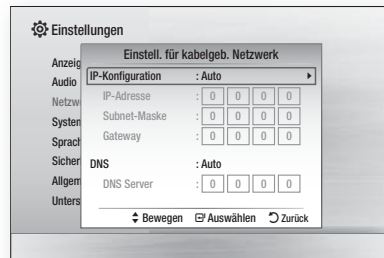 Einstellungen
Einstell. für kabelgeb. Netzwerk
Anzeig
Audio
Netzw
System
Sprach
Sicher
Allgem
Unters
IP-Konfiguration : Auto
IP-Adresse : 0 0 0 0
Subnet-Maske : 0 0 0 0
Gateway : 0 0 0 0
DNS : Auto
DNS Server : 0 0 0 0
Bewegen Auswählen Zurück